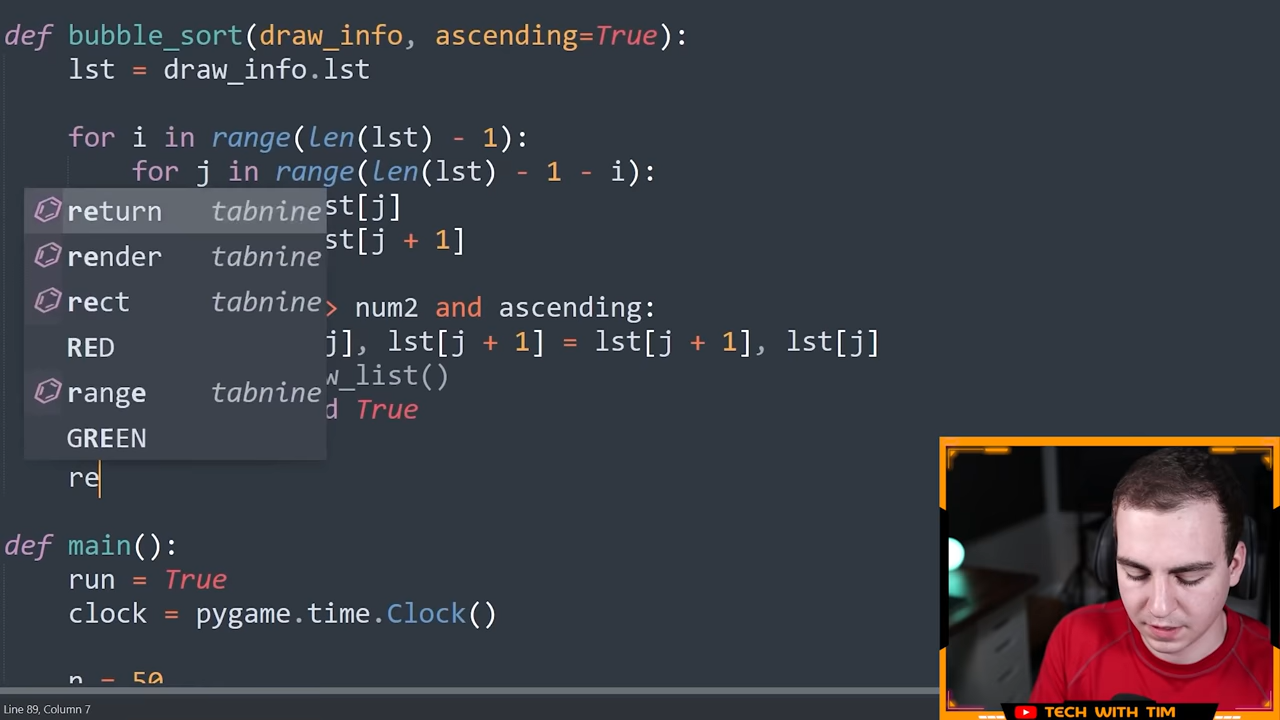 def bubble_sort(draw_info, ascending=True):
lst = draw_info.lst
for i in range(len(lst) - 1):
for j in range(len(lst) - 1 - i):
return tabnine
st[j]
render tabnine
st[j + 1]
rect tabnine
> num2 and ascending:
RED
j], lst[j + 1] = lst[j + 1], lst[j]
range tabnine
w_list()
GREEN
d True
re
def main():
run = True
clock = pygame.time.Clock()
n = 50
Line 89, Column 7
TECH WITH TIM